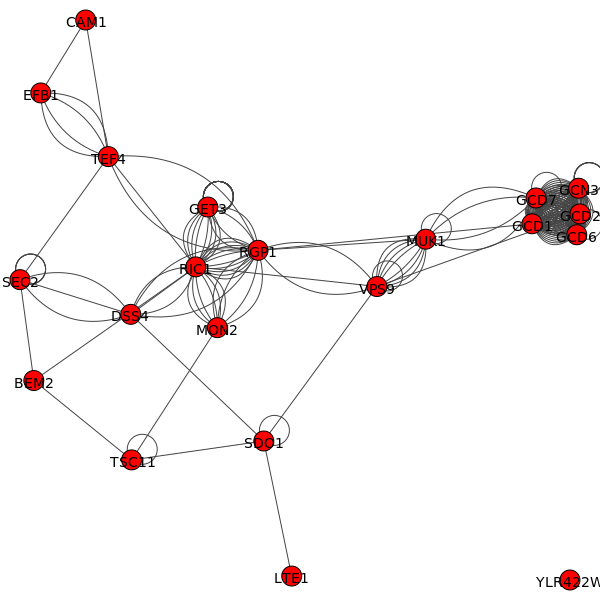 CAM1
EFB1
TEF4
GET3
GCN3
GCD7
GCD2
GCD1
GCD6
MUK1
RGP1
RIC1
SEC2
VPS9
DSS4
MON2
BEM2
SDC1
TSC11
LTE1
YLR422W